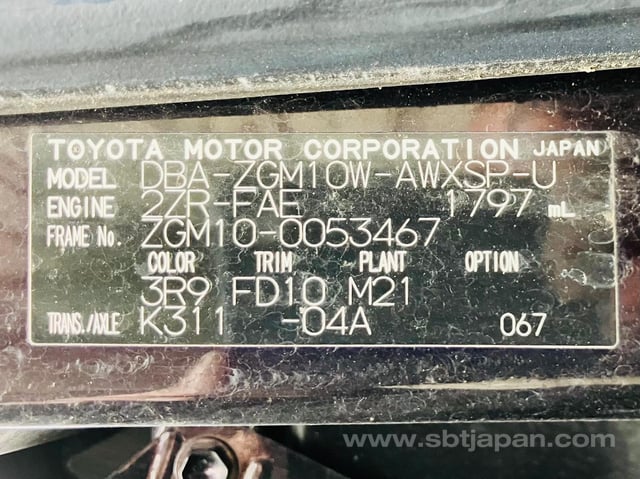 TOYOTA MOTOR CORPORATION JAPAN
MODEL DBA-ZGM10W-AWXSP-U
ENGINE 2ZR-FAE 1797 mL
FRAME No. ZGM10-0053467
COLOR TRIM PLANT OPTION
3R9 FD10 M21
TRANS./AXLE K311 -04A 067
www.sbtjapan.com